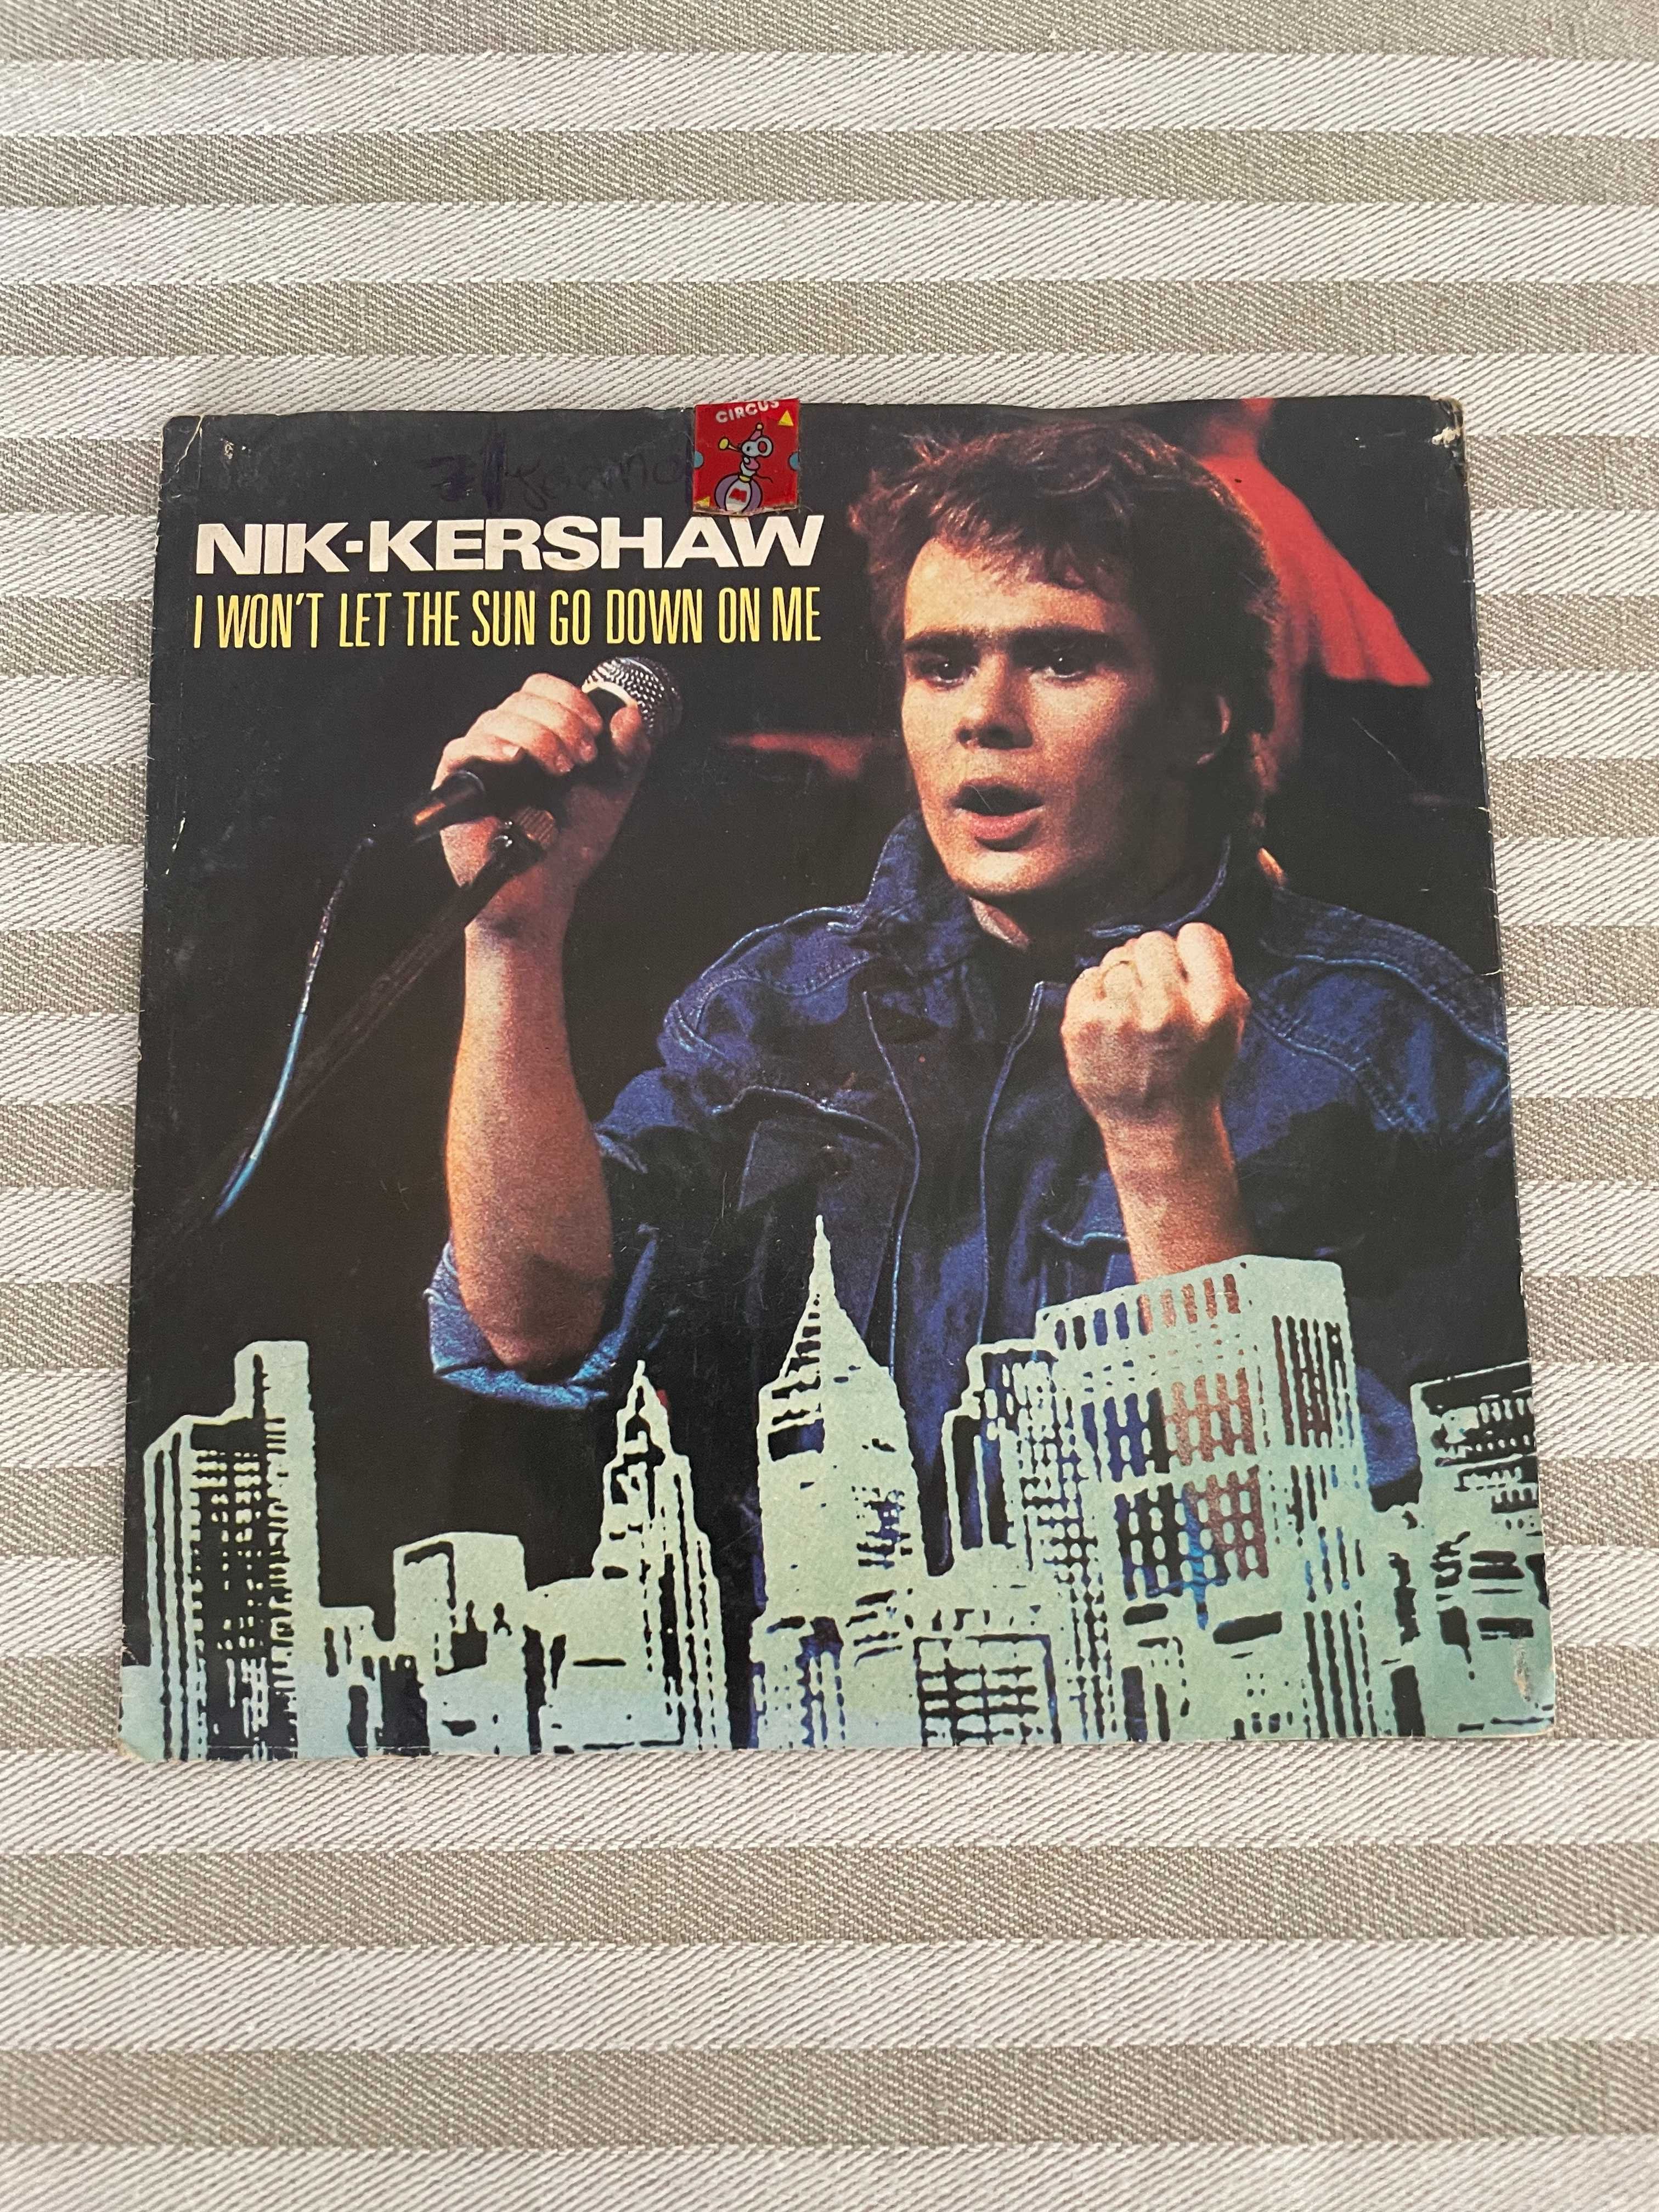 CIRCUS
NIK-KERSHAW
I WON'T LET THE SUN GO DOWN ON ME